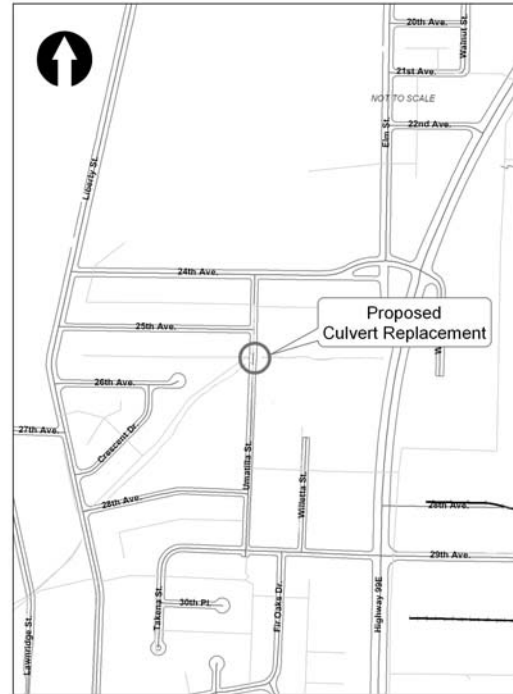 20th Ave.
Walnut St.
21st Ave.
NOT TO SCALE
22nd Ave.
Elm St.
Liberty St.
24th Ave.
Proposed
Culvert Replacement
25th Ave.
W
26th Ave.
27th Ave.
Crescent Dr.
Umatilla St.
Willetta St.
28th Ave.
28th Ave.
29th Ave.
Takena St.
30th Pl.
Fir Oaks Dr.
Highway 99E
Lawnridge St.